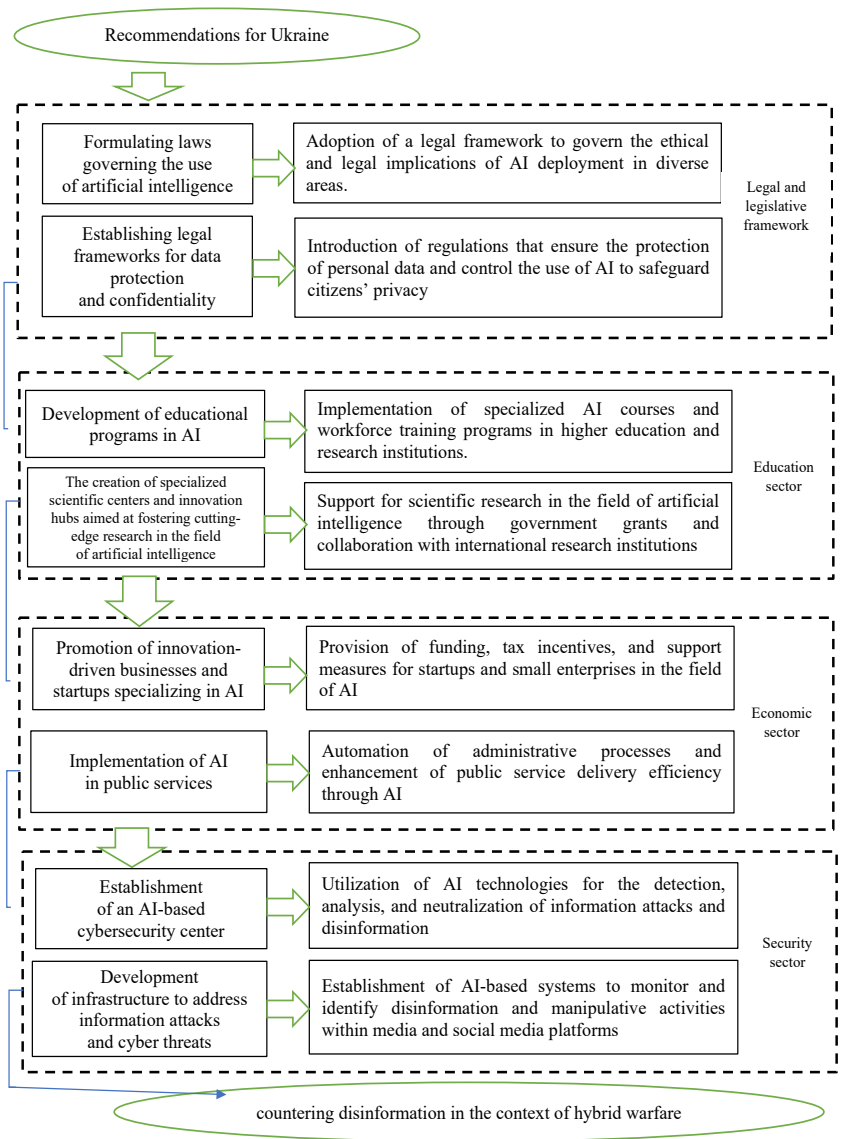 Recommendations for Ukraine
Formulating laws
governing the use
of artificial intelligence
Adoption of a legal framework to govern the ethical
and legal implications of AI deployment in diverse
areas.
Establishing legal
frameworks for data
protection
and confidentiality
Introduction of regulations that ensure the protection
of personal data and control the use of AI to safeguard
citizens’ privacy
Legal and
legislative
framework
Development of educational
programs in AI
Implementation of specialized AI courses and
workforce training programs in higher education and
research institutions.
The creation of specialized
scientific centers and innovation
hubs aimed at fostering cutting-
edge research in the field
of artificial intelligence
Support for scientific research in the field of artificial
intelligence through government grants and
collaboration with international research institutions
Education
sector
Promotion of innovation-
driven businesses and
startups specializing in AI
Provision of funding, tax incentives, and support
measures for startups and small enterprises in the field
of AI
Implementation of AI
in public services
Automation of administrative processes and
enhancement of public service delivery efficiency
through AI
Economic
sector
Establishment
of an AI-based
cybersecurity center
Utilization of AI technologies for the detection,
analysis, and neutralization of information attacks and
disinformation
Development
of infrastructure to address
information attacks
and cyber threats
Establishment of AI-based systems to monitor and
identify disinformation and manipulative activities
within media and social media platforms
Security
sector
countering disinformation in the context of hybrid warfare